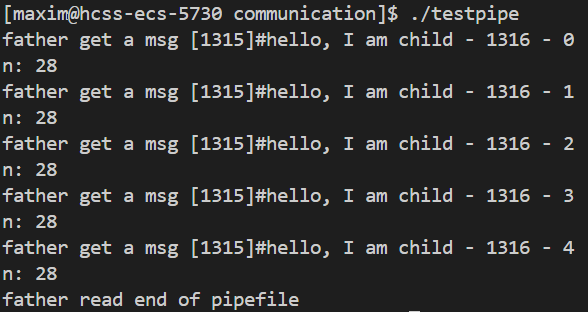 [maxim@hcss-ecs-5730 communication]$ ./testpipe
father get a msg [1315]#hello, I am child - 1316 - 0
n: 28
father get a msg [1315]#hello, I am child - 1316 - 1
n: 28
father get a msg [1315]#hello, I am child - 1316 - 2
n: 28
father get a msg [1315]#hello, I am child - 1316 - 3
n: 28
father get a msg [1315]#hello, I am child - 1316 - 4
n: 28
father read end of pipefile